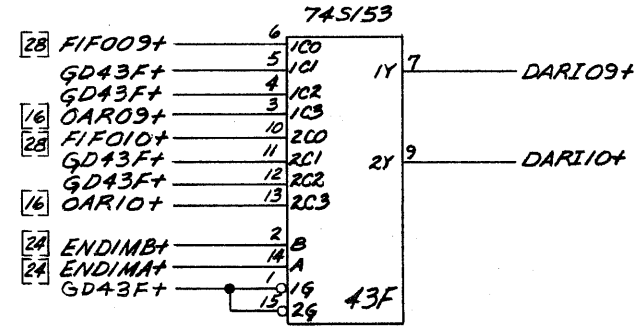 74S153
[28] FIFO09+ 6 1C0
GD43F+ 5 1C1 1Y 7 DARI09+
GD43F+ 4 1C2
[16] OAR09+ 3 1C3
[28] FIFO10+ 10 2C0
GD43F+ 11 2C1 2Y 9 DARI10+
GD43F+ 12 2C2
[16] OAR10+ 13 2C3
[24] ENDIMB+ 2 B
[24] ENDIMA+ 14 A
GD43F+ 1 1G 43F
15 2G